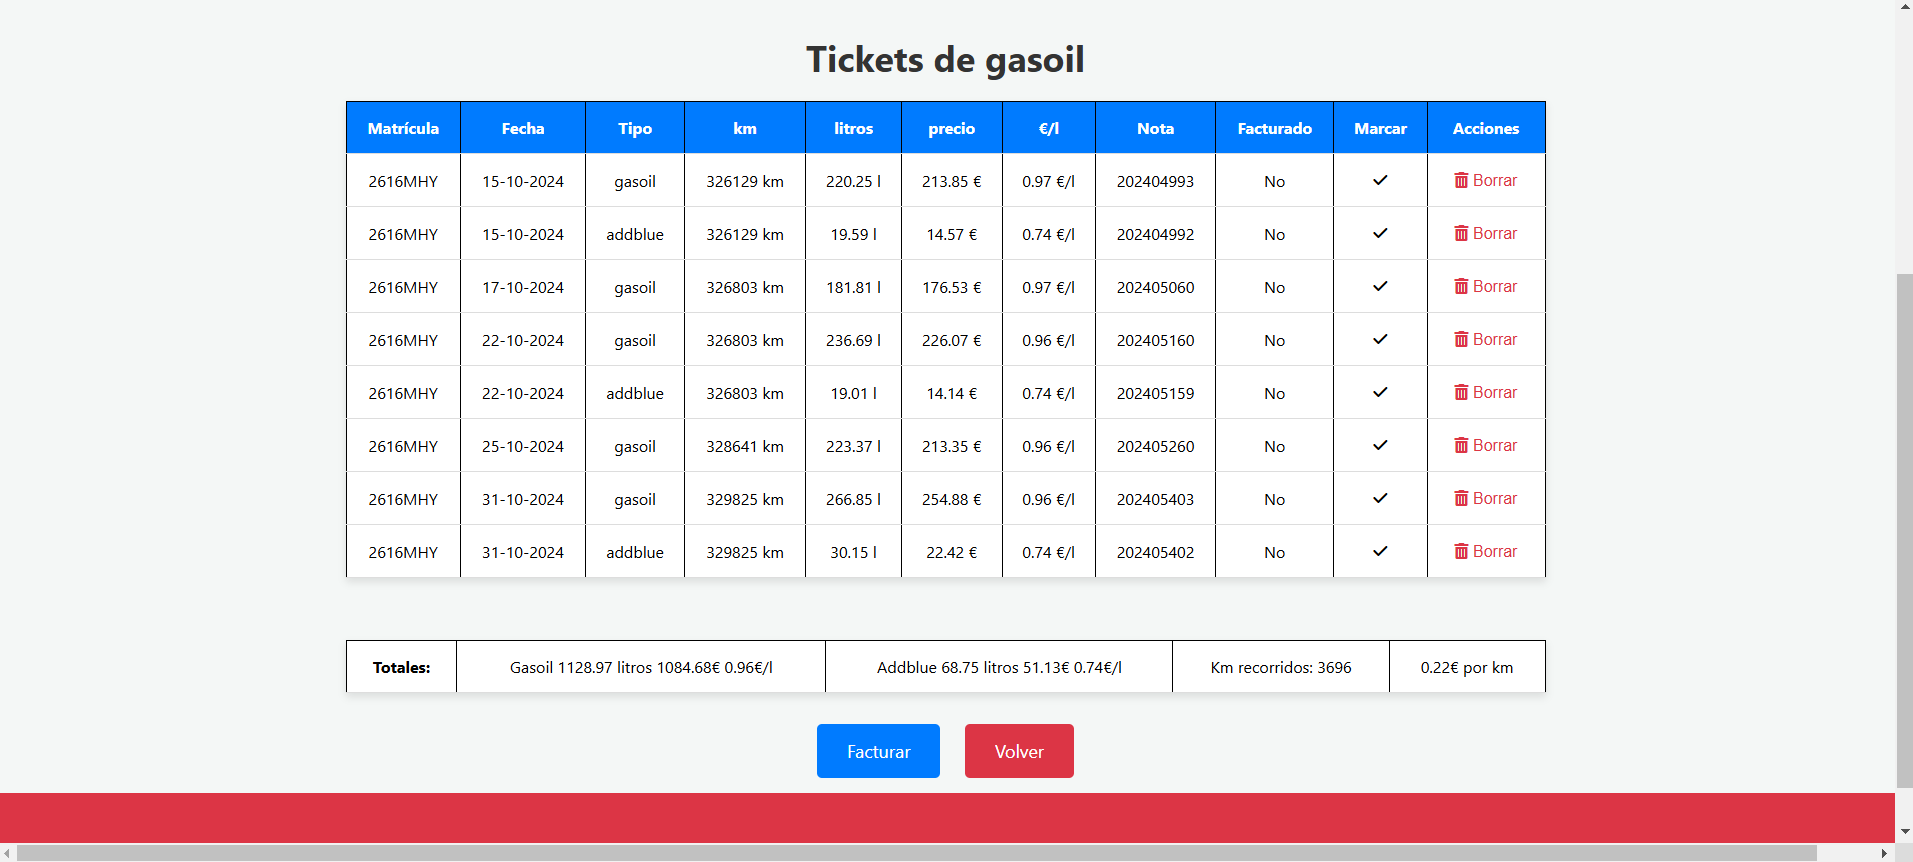 Tickets de gasoil
Matrícula Fecha Tipo km litros precio €/l Nota Facturado Marcar Acciones
2616MHY 15-10-2024 gasoil 326129 km 220.25 l 213.85 € 0.97 €/l 202404993 No Borrar
2616MHY 15-10-2024 addblue 326129 km 19.59 l 14.57 € 0.74 €/l 202404992 No Borrar
2616MHY 17-10-2024 gasoil 326803 km 181.81 l 176.53 € 0.97 €/l 202405060 No Borrar
2616MHY 22-10-2024 gasoil 326803 km 236.69 l 226.07 € 0.96 €/l 202405160 No Borrar
2616MHY 22-10-2024 addblue 326803 km 19.01 l 14.14 € 0.74 €/l 202405159 No Borrar
2616MHY 25-10-2024 gasoil 328641 km 223.37 l 213.35 € 0.96 €/l 202405260 No Borrar
2616MHY 31-10-2024 gasoil 329825 km 266.85 l 254.88 € 0.96 €/l 202405403 No Borrar
2616MHY 31-10-2024 addblue 329825 km 30.15 l 22.42 € 0.74 €/l 202405402 No Borrar
Totales: Gasoil 1128.97 litros 1084.68€ 0.96€/l Addblue 68.75 litros 51.13€ 0.74€/l Km recorridos: 3696 0.22€ por km
Facturar Volver